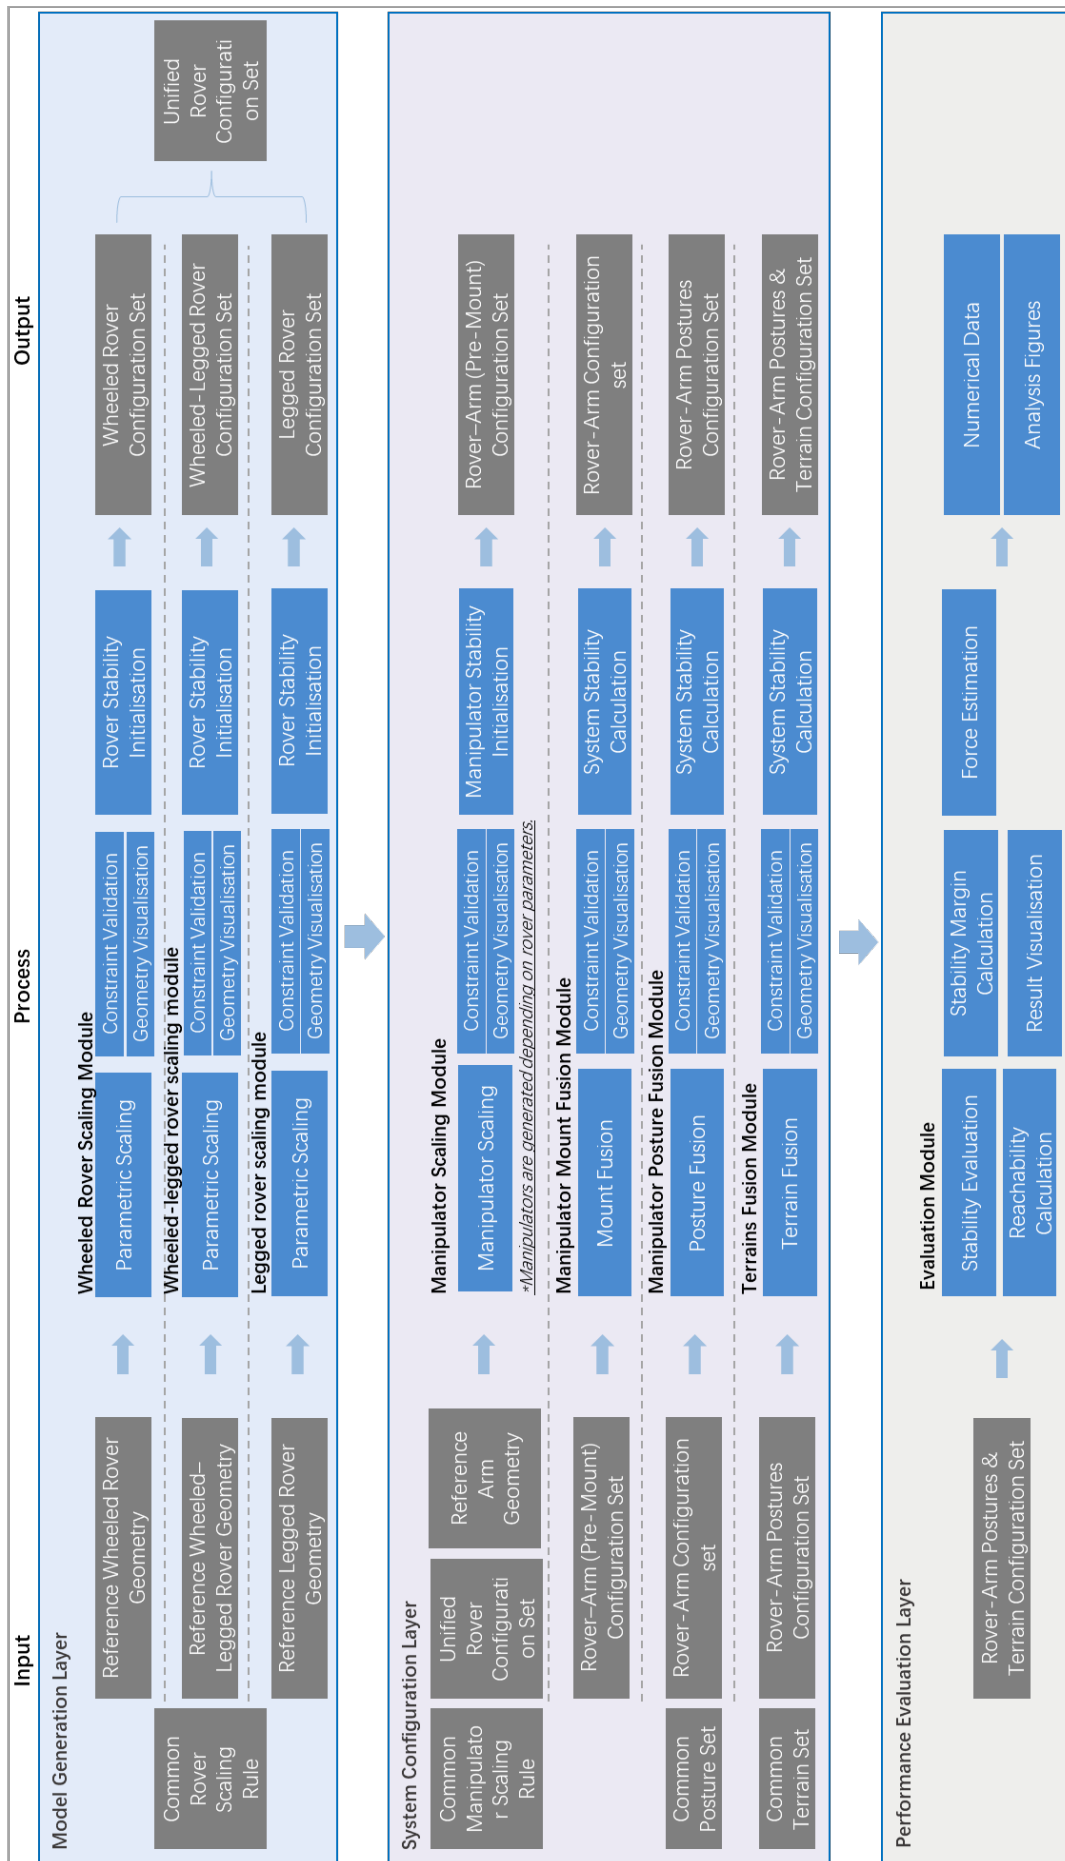 Input
Process
Output
Model Generation Layer
Common
Rover
Scaling
Rule
Reference Wheeled Rover
Geometry
Wheeled Rover Scaling Module
Parametric Scaling
Constraint Validation
Geometry Visualisation
Rover Stability
Initialisation
Wheeled Rover
Configuration Set
Reference Wheeled–
Legged Rover Geometry
Wheeled-legged rover scaling module
Parametric Scaling
Constraint Validation
Geometry Visualisation
Rover Stability
Initialisation
Wheeled-Legged Rover
Configuration Set
Reference Legged Rover
Geometry
Legged rover scaling module
Parametric Scaling
Constraint Validation
Geometry Visualisation
Rover Stability
Initialisation
Legged Rover
Configuration Set
Unified
Rover
Configurati
on Set
System Configuration Layer
Common
Manipulato
r Scaling
Rule
Unified
Rover
Configurati
on Set
Reference
Arm
Geometry
Manipulator Scaling Module
Manipulator Scaling
Constraint Validation
Geometry Visualisation
*Manipulators are generated depending on rover parameters.
Manipulator Stability
Initialisation
Rover–Arm (Pre-Mount)
Configuration Set
Rover–Arm (Pre-Mount)
Configuration Set
Manipulator Mount Fusion Module
Mount Fusion
Constraint Validation
Geometry Visualisation
System Stability
Calculation
Rover-Arm Configuration
set
Common
Posture Set
Rover-Arm Configuration
set
Manipulator Posture Fusion Module
Posture Fusion
Constraint Validation
Geometry Visualisation
System Stability
Calculation
Rover-Arm Postures
Configuration Set
Common
Terrain Set
Rover-Arm Postures
Configuration Set
Terrains Fusion Module
Terrain Fusion
Constraint Validation
Geometry Visualisation
System Stability
Calculation
Rover-Arm Postures &
Terrain Configuration Set
Performance Evaluation Layer
Rover-Arm Postures &
Terrain Configuration Set
Evaluation Module
Stability Evaluation
Reachability
Calculation
Stability Margin
Calculation
Result Visualisation
Force Estimation
Numerical Data
Analysis Figures